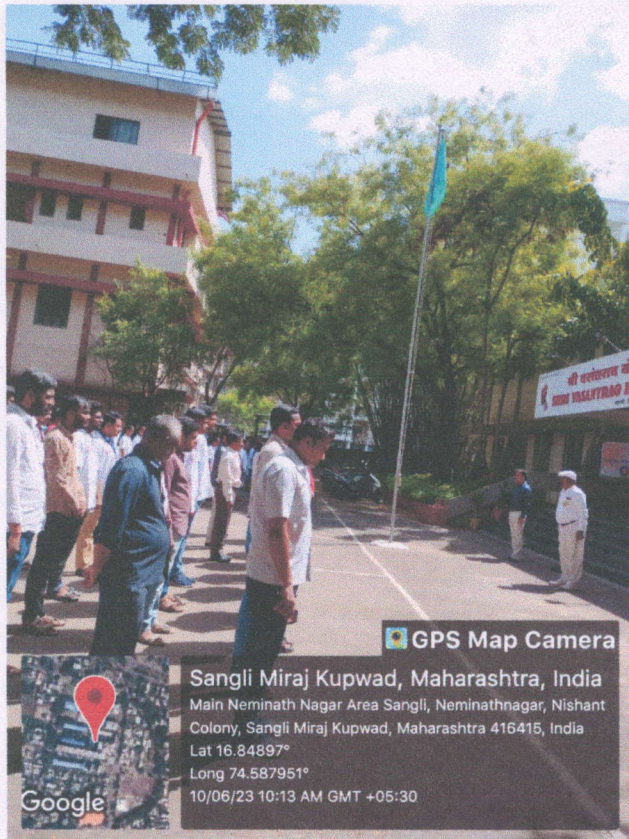 श्री वसंतराव
SHRI VASANTRAO
GPS Map Camera
Sangli Miraj Kupwad, Maharashtra, India
Main Neminath Nagar Area Sangli, Neminathnagar, Nishant
Colony, Sangli Miraj Kupwad, Maharashtra 416415, India
Lat 16.84897°
Long 74.587951°
10/06/23 10:13 AM GMT +05:30
Google